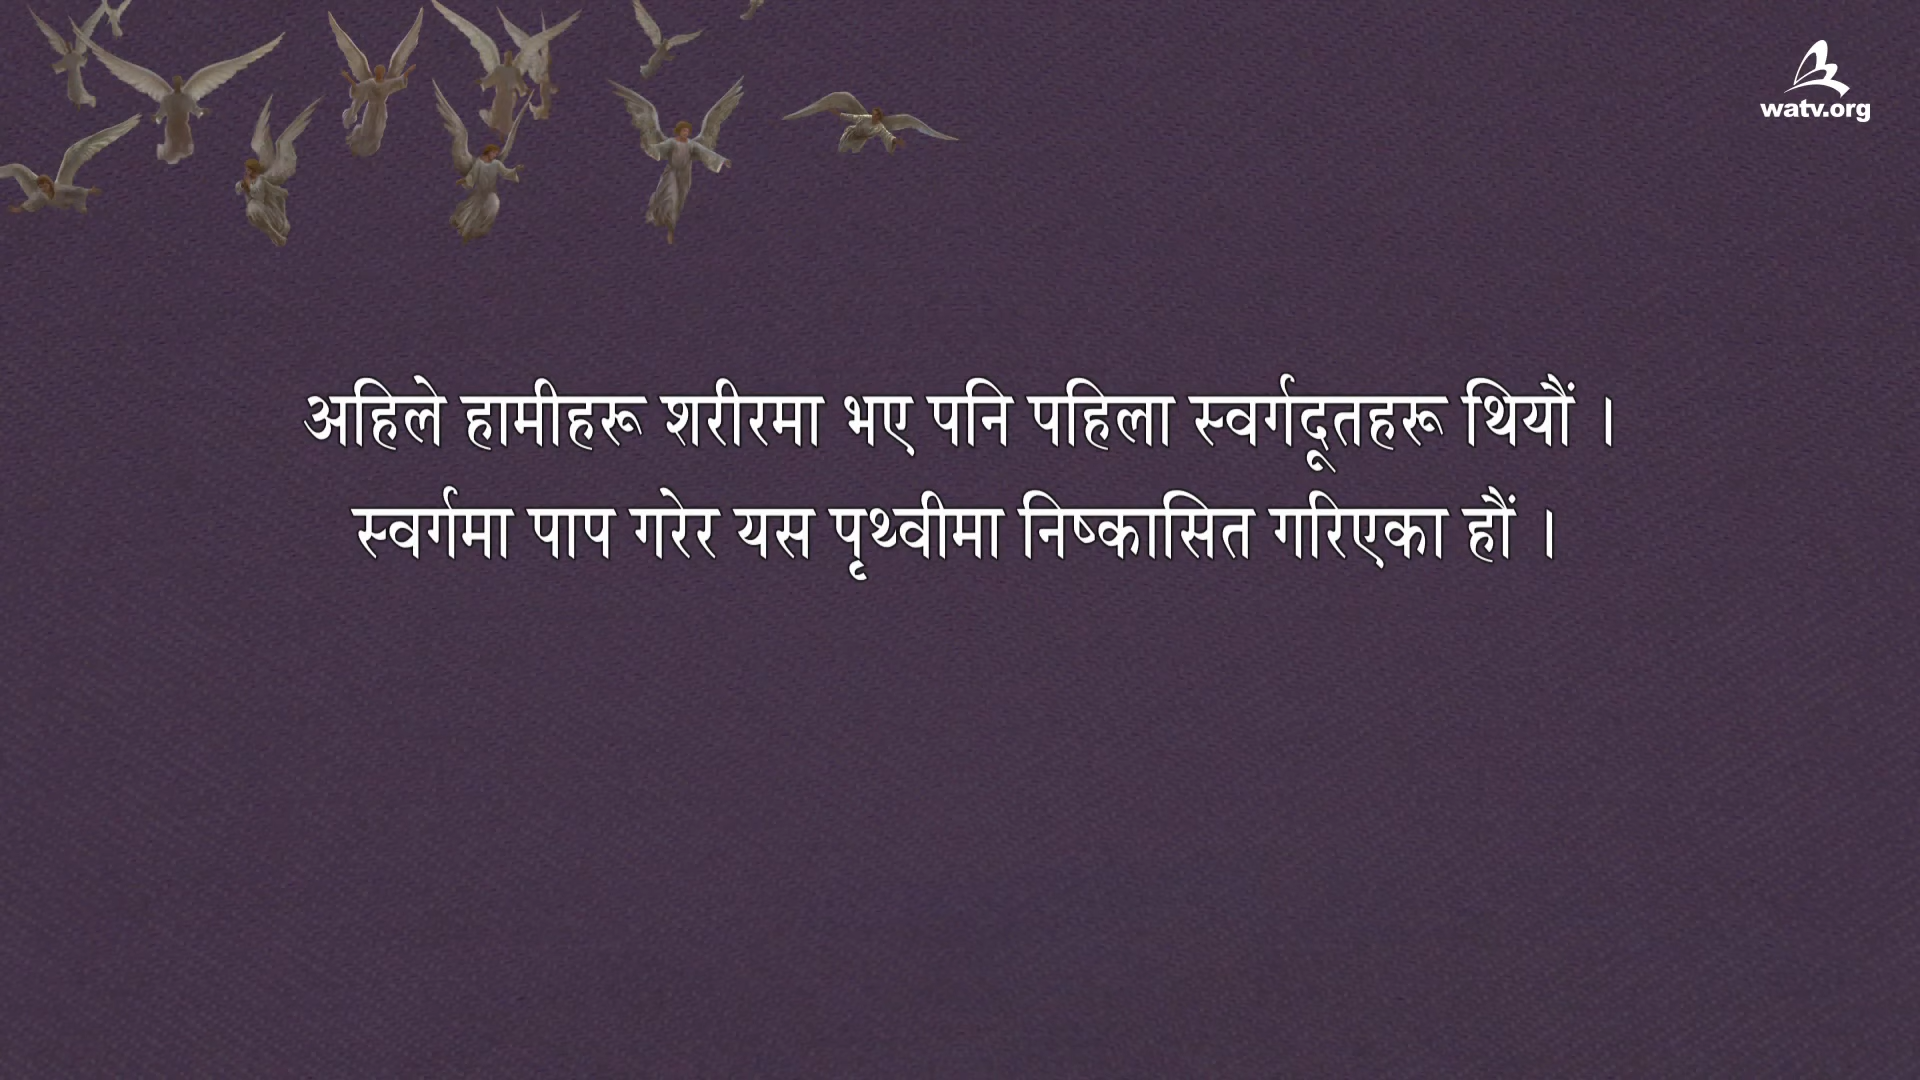 watv.org
अहिले हामीहरू शरीरमा भए पनि पहिला स्वर्गदूतहरू थियौं ।
स्वर्गमा पाप गरेर यस पृथ्वीमा निष्कासित गरिएका हौं ।